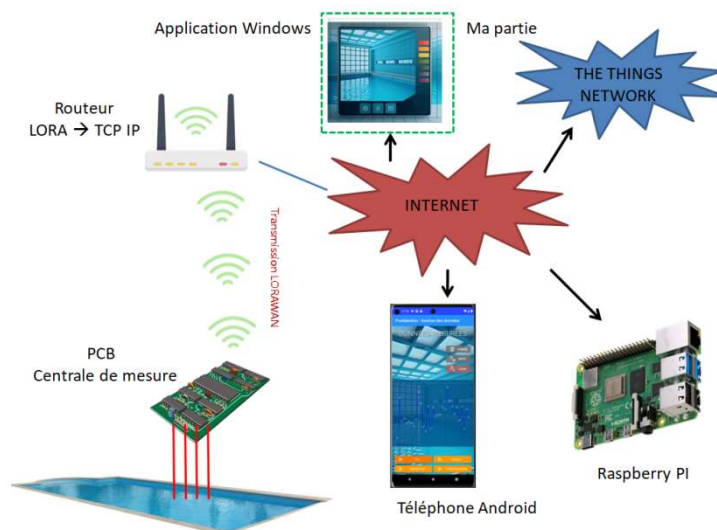 Application Windows
Ma partie
THE THINGS
NETWORK
Routeur
LORA → TCP IP
INTERNET
Transmission LORAWAN
PCB
Centrale de mesure
Raspberry PI
Téléphone Android